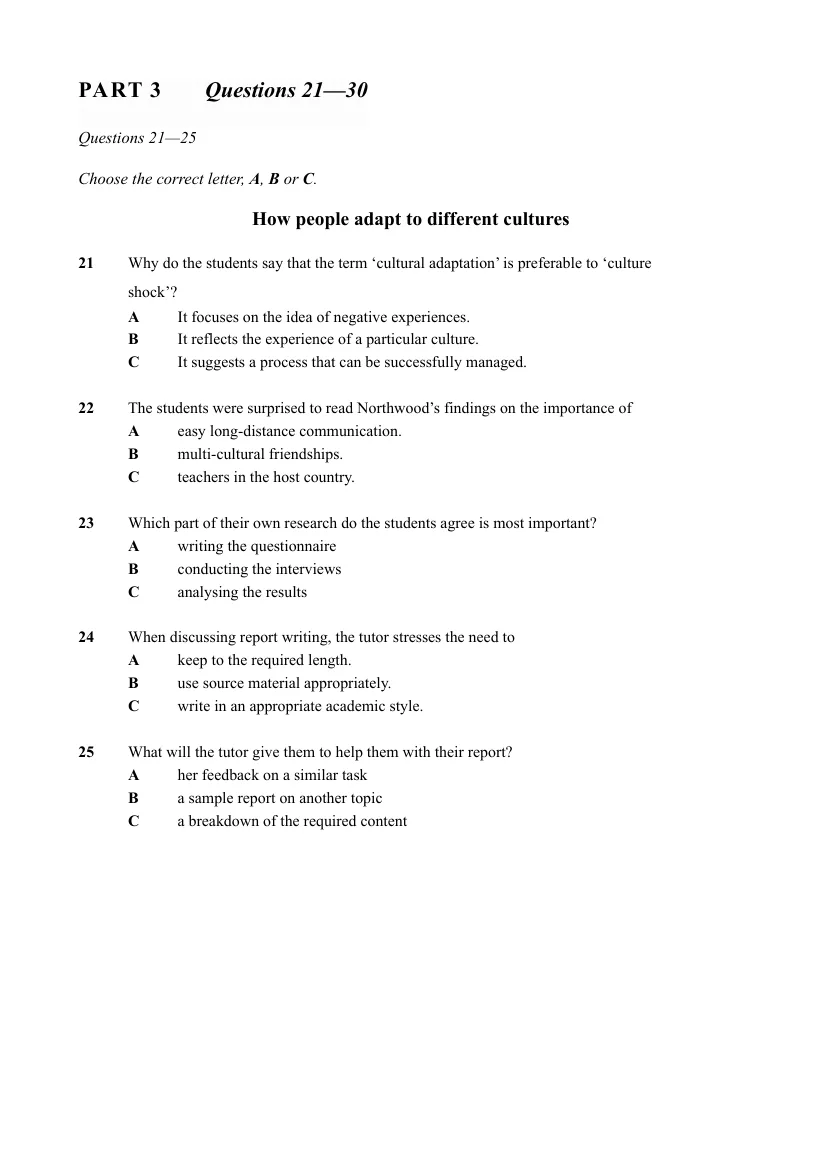 PART 3 Questions 21—30
Questions 21—25
Choose the correct letter, A, B or C.
How people adapt to different cultures
21 Why do the students say that the term ‘cultural adaptation’ is preferable to ‘culture
shock’?
A It focuses on the idea of negative experiences.
B It reflects the experience of a particular culture.
C It suggests a process that can be successfully managed.
22 The students were surprised to read Northwood’s findings on the importance of
A easy long-distance communication.
B multi-cultural friendships.
C teachers in the host country.
23 Which part of their own research do the students agree is most important?
A writing the questionnaire
B conducting the interviews
C analysing the results
24 When discussing report writing, the tutor stresses the need to
A keep to the required length.
B use source material appropriately.
C write in an appropriate academic style.
25 What will the tutor give them to help them with their report?
A her feedback on a similar task
B a sample report on another topic
C a breakdown of the required content